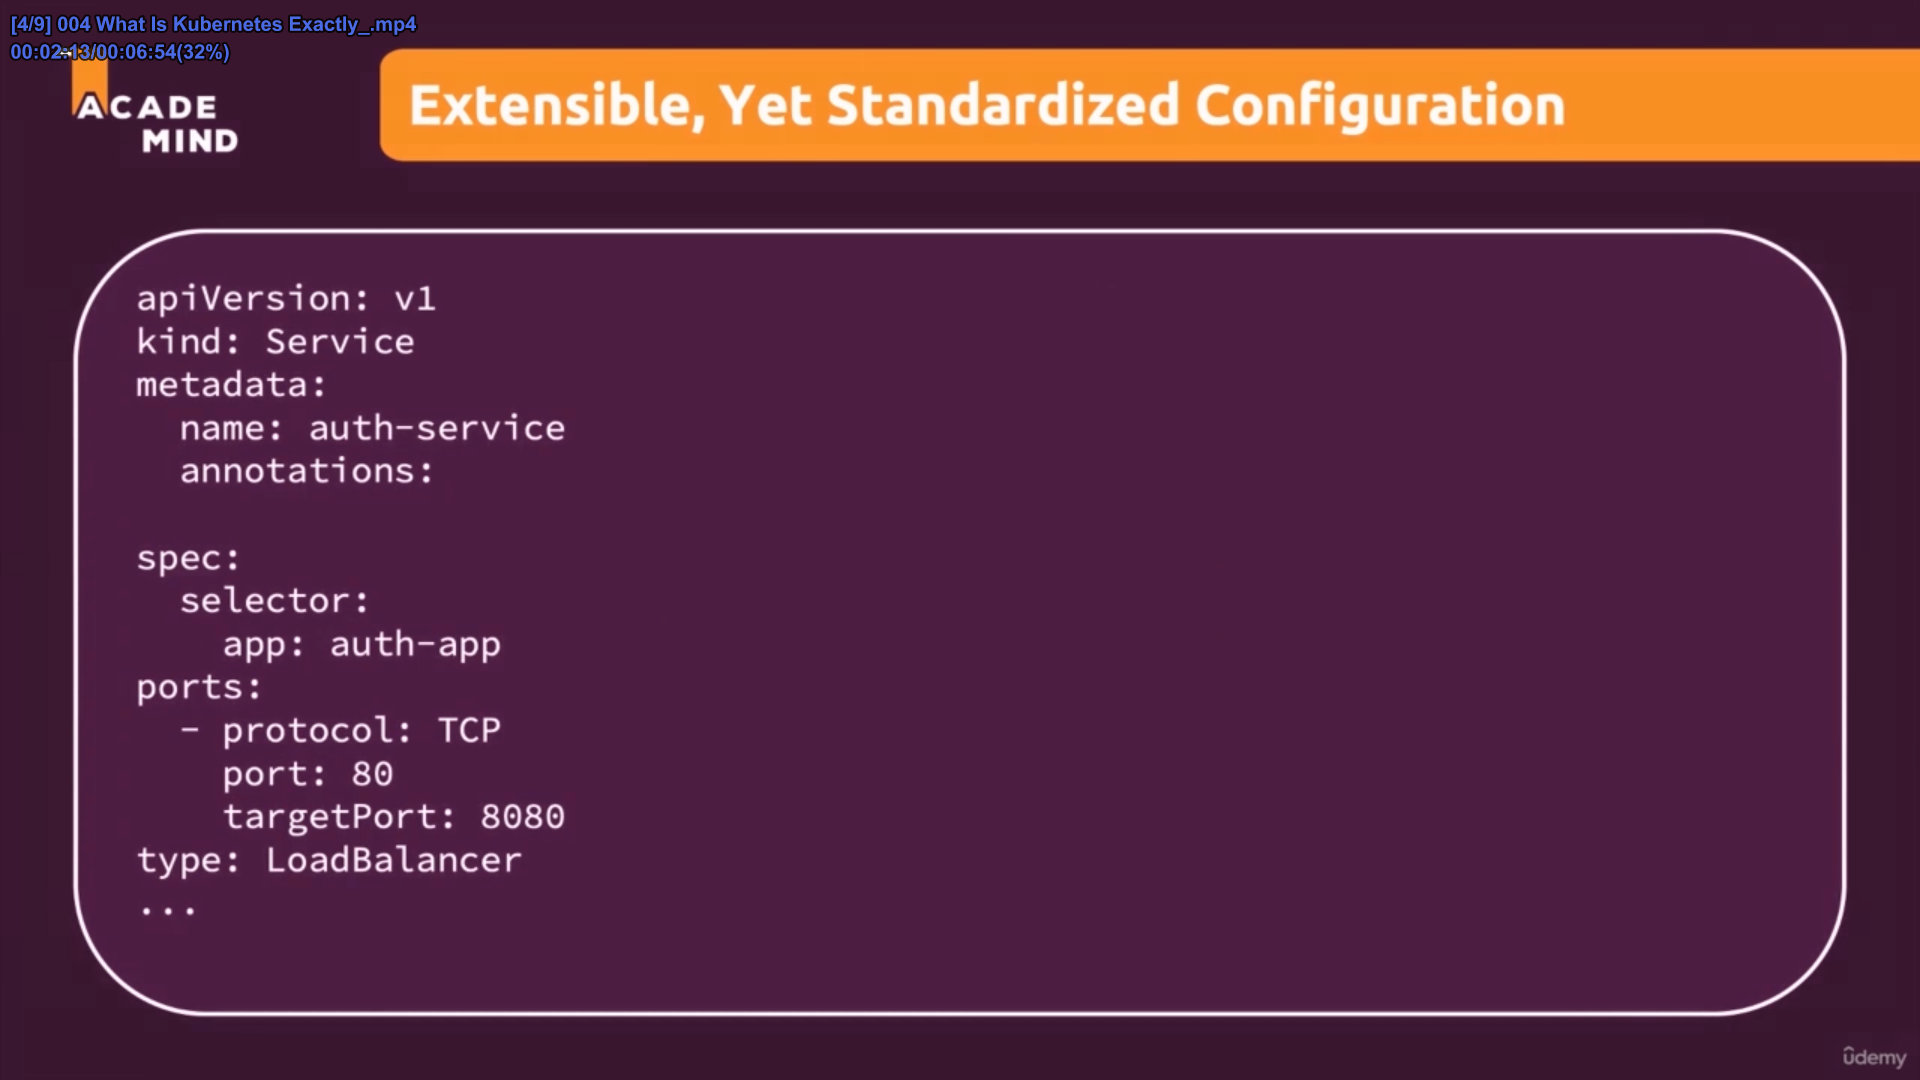 [4/9] 004 What Is Kubernetes Exactly_.mp4
00:02:13/00:06:54(32%)
ACADE
MIND
Extensible, Yet Standardized Configuration
apiVersion: v1
kind: Service
metadata:
  name: auth-service
  annotations:
spec:
  selector:
    app: auth-app
ports:
  - protocol: TCP
    port: 80
    targetPort: 8080
type: LoadBalancer
...
ûdemy